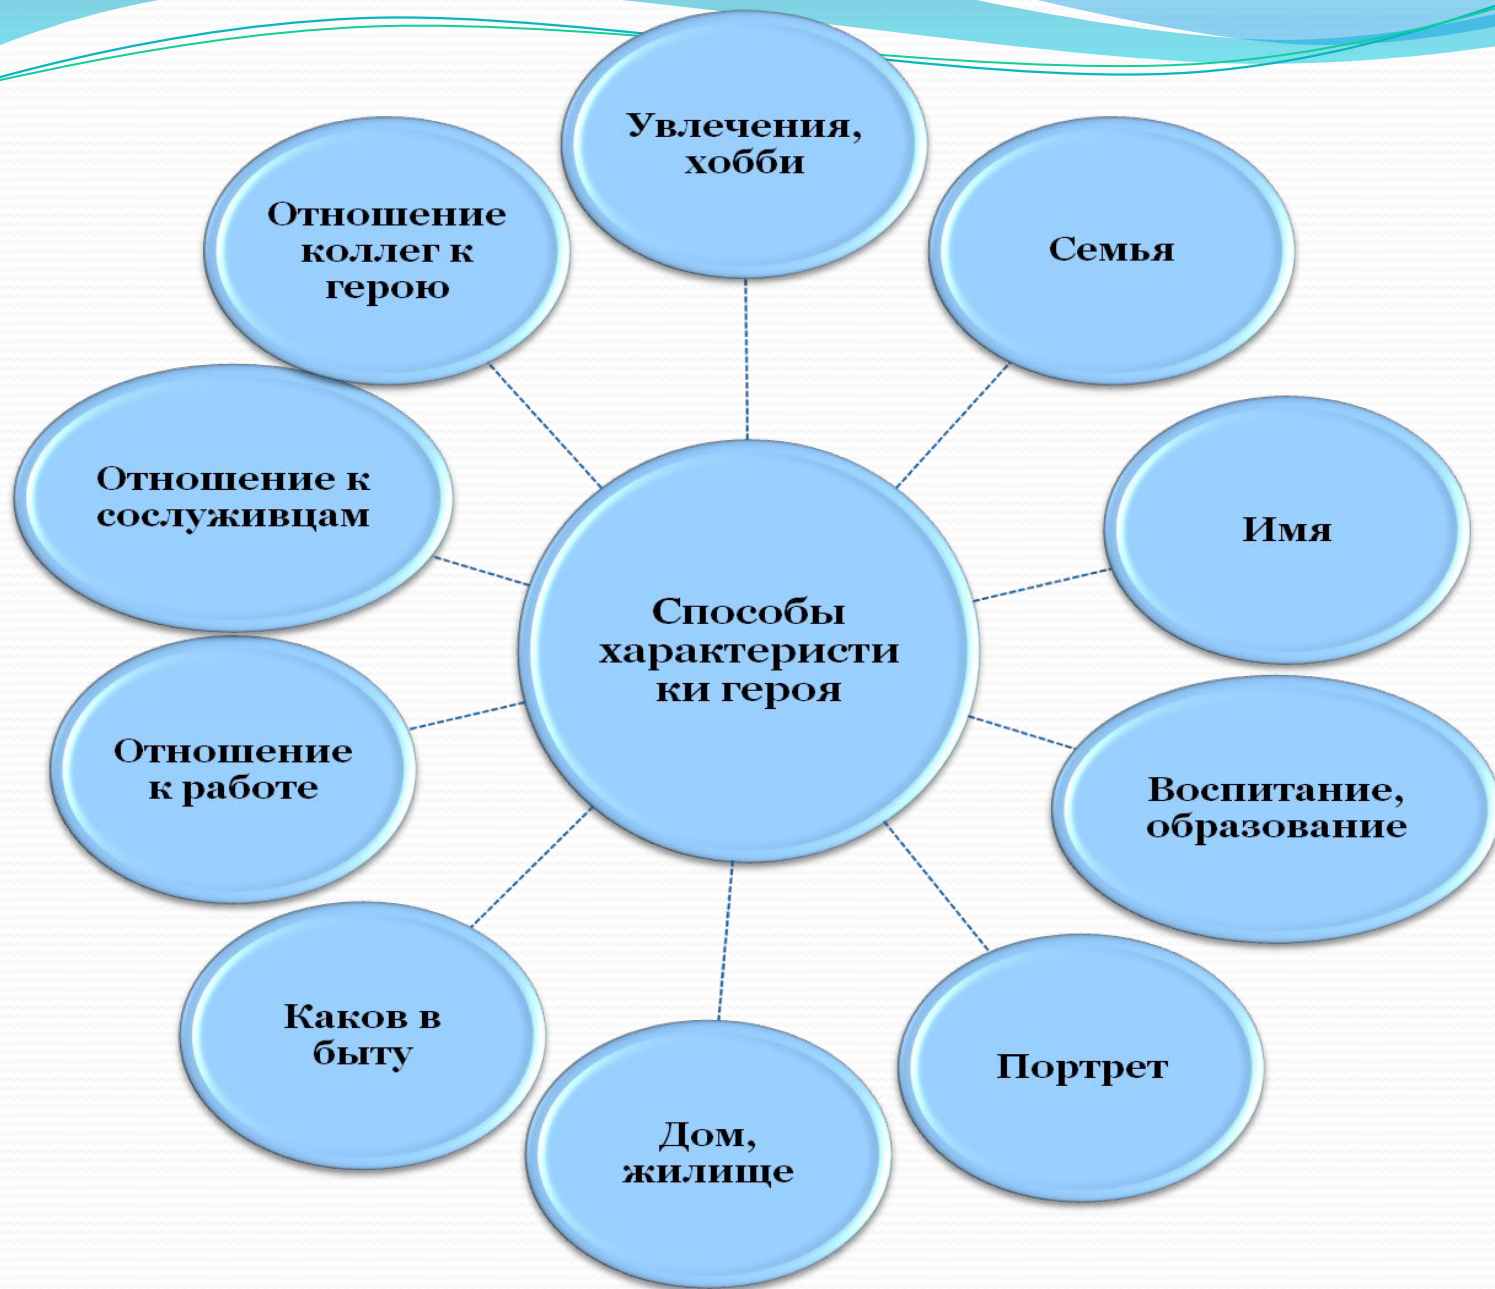 Увлечения,
хобби
Семья
Имя
Воспитание,
образование
Портрет
Дом,
жилище
Каков в
быту
Отношение
к работе
Отношение к
сослуживцам
Отношение
коллег к
герою
Способы
характеристи
ки героя